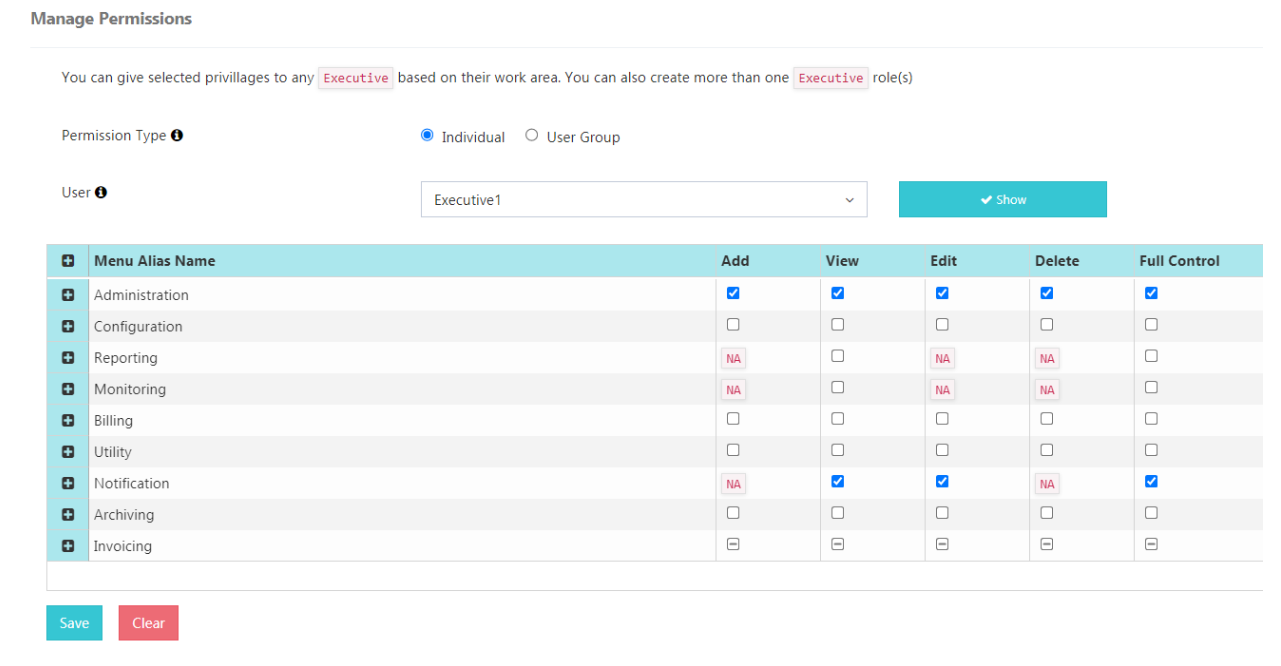 Manage Permissions
You can give selected privillages to any Executive based on their work area. You can also create more than one Executive role(s)
Permission Type
Individual User Group
User
Executive1
Show
Menu Alias Name Add View Edit Delete Full Control
Administration
Configuration
Reporting NA NA NA
Monitoring NA NA NA
Billing
Utility
Notification NA NA
Archiving
Invoicing
Save Clear